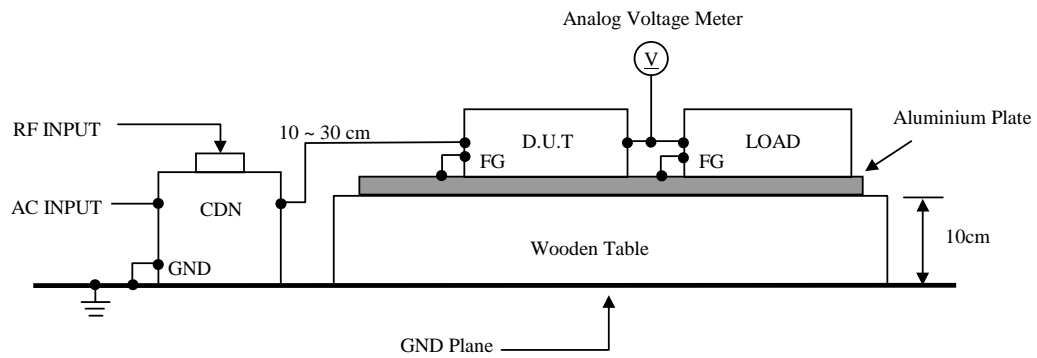 Analog Voltage Meter
V
RF INPUT
10 ~ 30 cm
D.U.T
LOAD
Aluminium Plate
FG
FG
AC INPUT
CDN
Wooden Table
10cm
GND
GND Plane